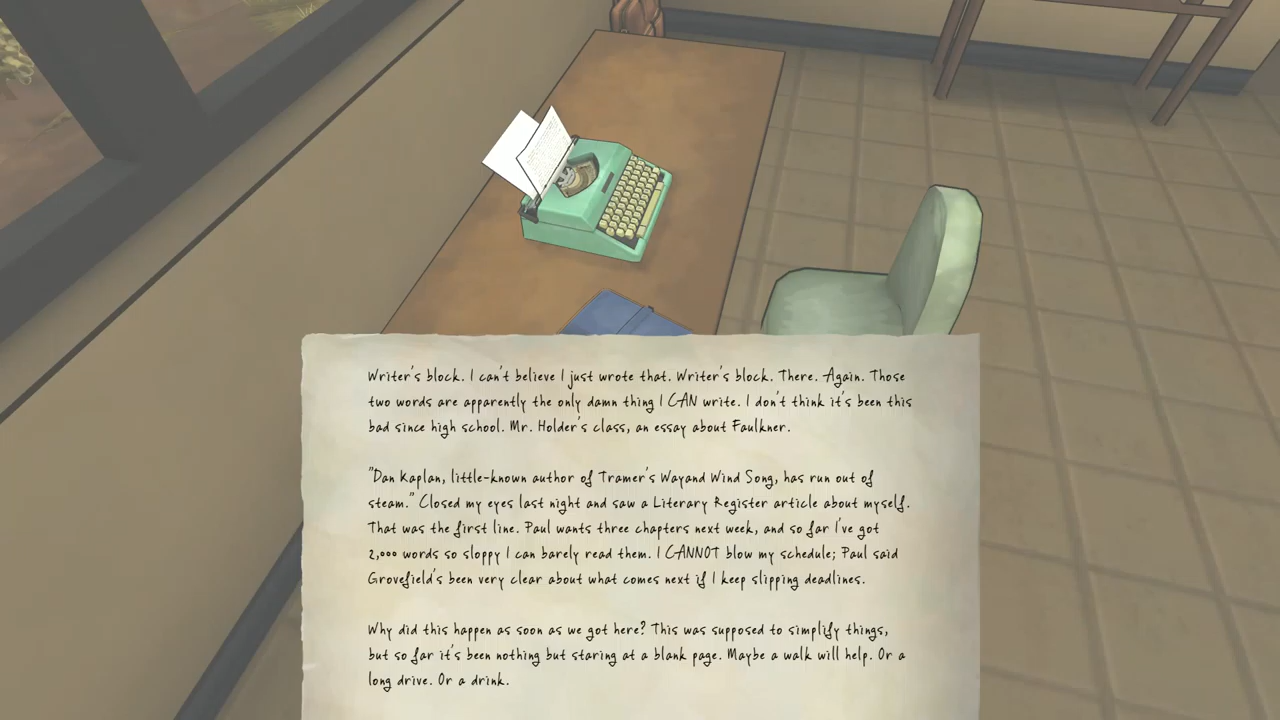 Writer's block. I can't believe I just wrote that. Writer's block. There. Again. Those
two words are apparently the only damn thing I CAN write. I don't think it's been this
bad since high school. Mr. Holder's class, an essay about Faulkner.
"Dan Kaplan, little-known author of Tramer's Wayand Wind Song, has run out of
steam." Closed my eyes last night and saw a Literary Register article about myself.
That was the first line. Paul wants three chapters next week, and so far I've got
2,000 words so sloppy I can barely read them. I CANNOT blow my schedule; Paul said
Grovefield's been very clear about what comes next if I keep slipping deadlines.
Why did this happen as soon as we got here? This was supposed to simplify things,
but so far it's been nothing but staring at a blank page. Maybe a walk will help. Or a
long drive. Or a drink.